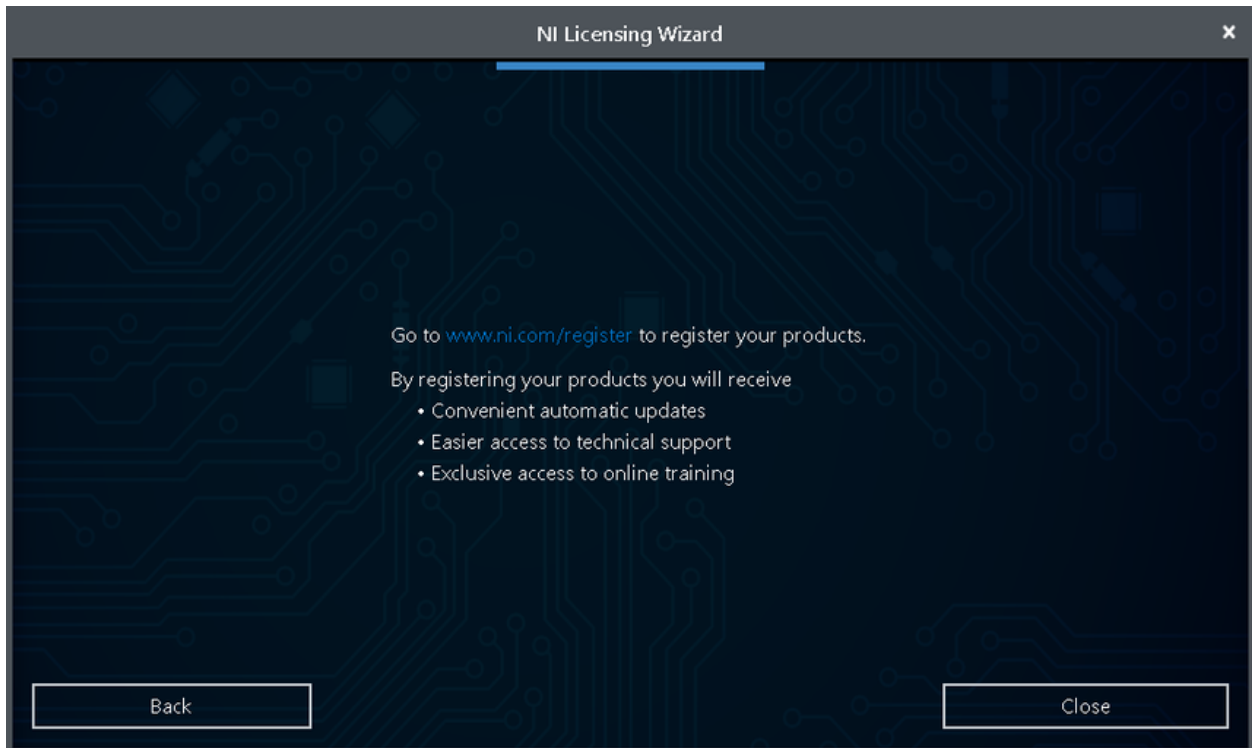 NI Licensing Wizard
×
Go to www.ni.com/register to register your products.
By registering your products you will receive
• Convenient automatic updates
• Easier access to technical support
• Exclusive access to online training
Back
Close